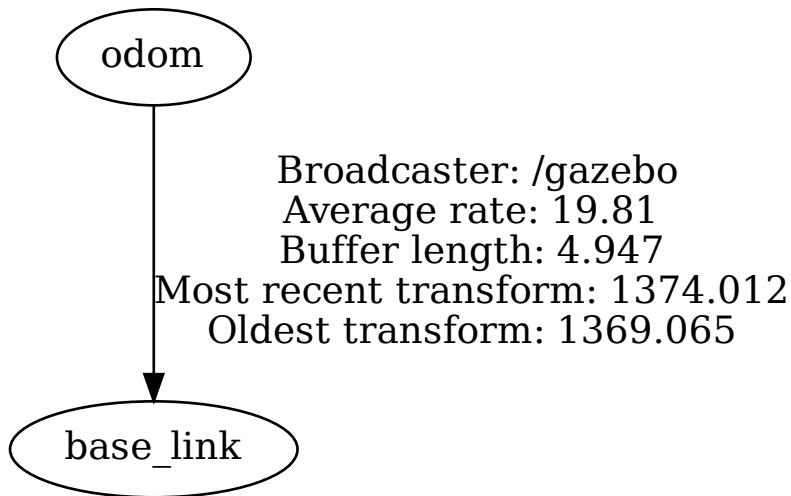 odom
Broadcaster: /gazebo
Average rate: 19.81
Buffer length: 4.947
Most recent transform: 1374.012
Oldest transform: 1369.065
base_link